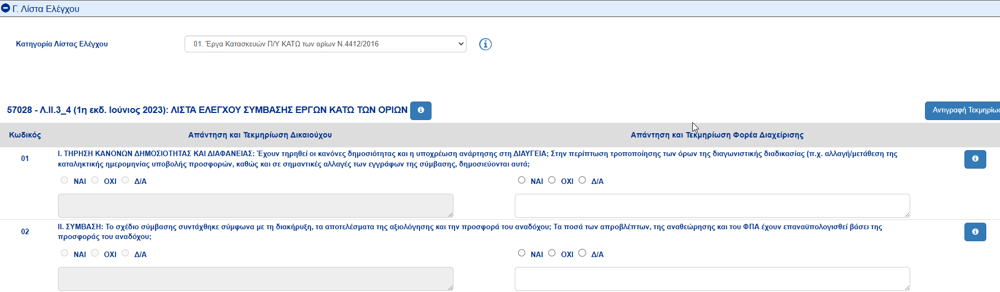 Γ. Λίστα Ελέγχου
Κατηγορία Λίστας Ελέγχου
01. Έργα Κατασκευών Π/Υ ΚΑΤΩ των ορίων Ν.4412/2016
57028 - Λ.ΙΙ.3_4 (1η εκδ. Ιούνιος 2023): ΛΙΣΤΑ ΕΛΕΓΧΟΥ ΣΥΜΒΑΣΗΣ ΕΡΓΩΝ ΚΑΤΩ ΤΩΝ ΟΡΙΩΝ
Αντιγραφή Τεκμηρίωσ
Κωδικός Απάντηση και Τεκμηρίωση Δικαιούχου Απάντηση και Τεκμηρίωση Φορέα Διαχείρισης
01 Ι. ΤΗΡΗΣΗ ΚΑΝΟΝΩΝ ΔΗΜΟΣΙΟΤΗΤΑΣ ΚΑΙ ΔΙΑΦΑΝΕΙΑΣ: Έχουν τηρηθεί οι κανόνες δημοσιότητας και η υποχρέωση ανάρτησης στη ΔΙΑΥΓΕΙΑ; Στην περίπτωση τροποποίησης των όρων της διαγωνιστικής διαδικασίας (π.χ. αλλαγή/μετάθεση της
καταληκτικής ημερομηνίας υποβολής προσφορών, καθώς και σε σημαντικές αλλαγές των εγγράφων της σύμβασης, δημοσιεύονται αυτά;
ΝΑΙ ΟΧΙ Δ/Α ΝΑΙ ΟΧΙ Δ/Α
02 ΙΙ. ΣΥΜΒΑΣΗ: Το σχέδιο σύμβασης συντάχθηκε σύμφωνα με τη διακήρυξη, τα αποτελέσματα της αξιολόγησης και την προσφορά του αναδόχου; Τα ποσά των απροβλέπτων, της αναθεώρησης και του ΦΠΑ έχουν επαναϋπολογισθεί βάσει της
προσφοράς του αναδόχου;
ΝΑΙ ΟΧΙ Δ/Α ΝΑΙ ΟΧΙ Δ/Α